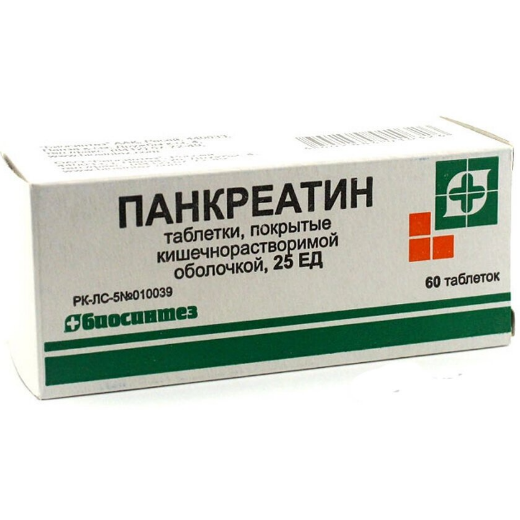 ПАНКРЕАТИН
таблетки, покрытые
кишечнорастворимой
оболочкой, 25 ЕД
60 таблеток
РК-ЛС-5№010039
биосинтез